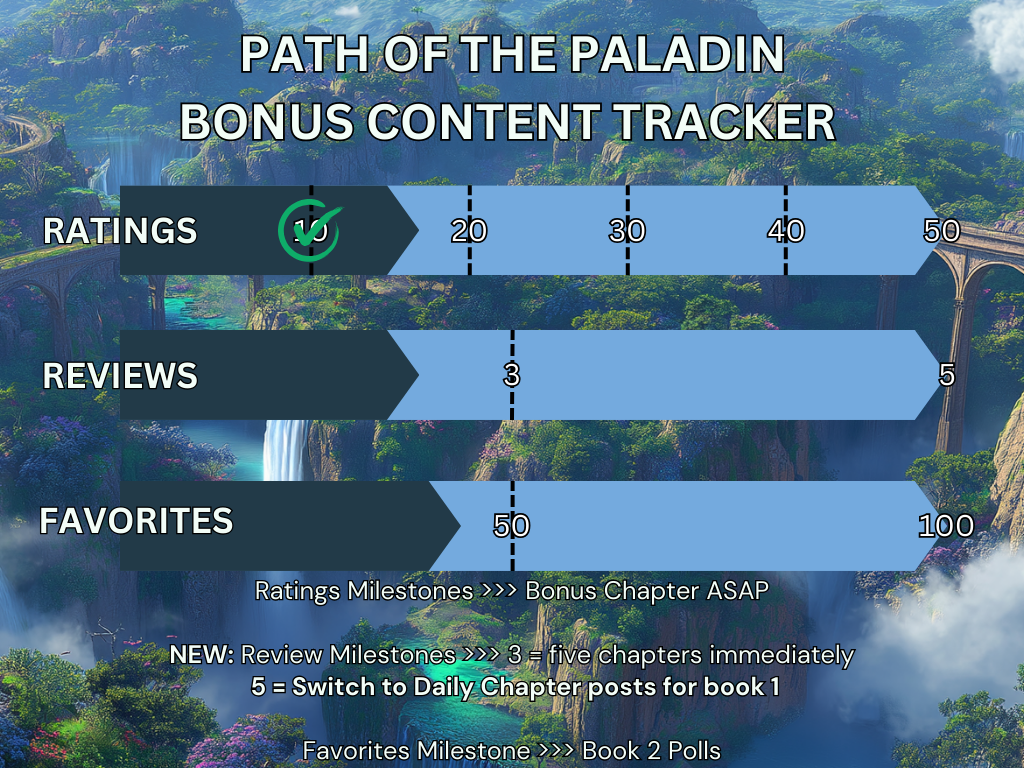 PATH OF THE PALADIN
BONUS CONTENT TRACKER
RATINGS 10 20 30 40 50
REVIEWS 3 5
FAVORITES 50 100
Ratings Milestones >>> Bonus Chapter ASAP
NEW: Review Milestones >>> 3 = five chapters immediately
5 = Switch to Daily Chapter posts for book 1
Favorites Milestone >>> Book 2 Polls